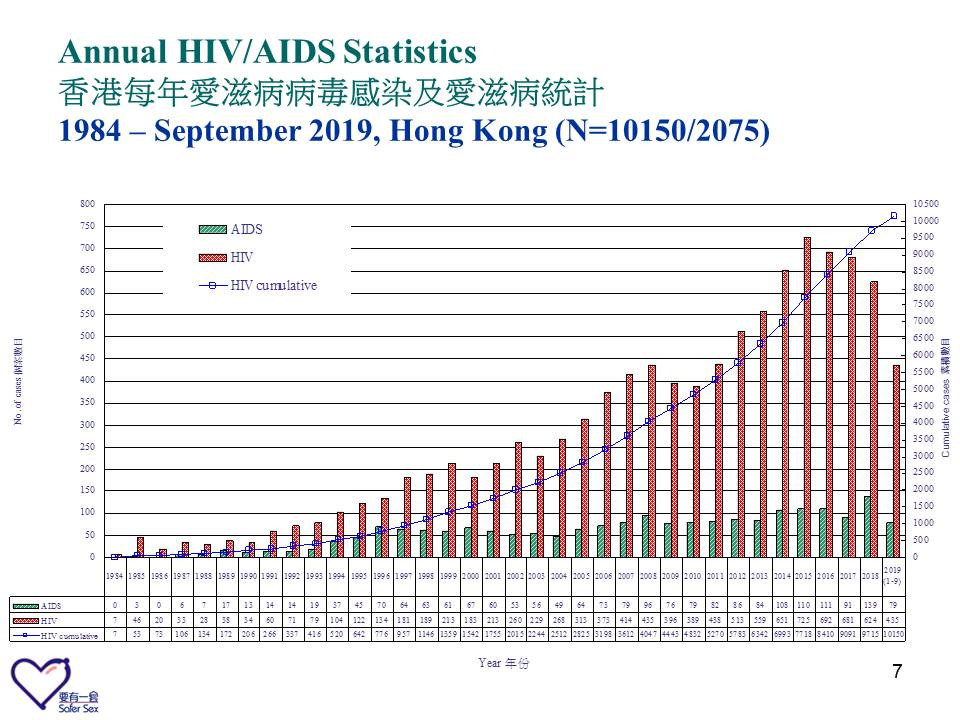 Annual HIV/AIDS Statistics
香港每年愛滋病病毒感染及愛滋病統計
1984 – September 2019, Hong Kong (N=10150/2075)
No. of cases 個案數目
800
750
700
650
600
550
500
450
400
350
300
250
200
150
100
50
0
AIDS
HIV
HIV cumulative
10500
10000
9500
9000
8500
8000
7500
7000
6500
6000
5500
5000
4500
4000
3500
3000
2500
2000
1500
1000
500
0
Cumulative cases 累積數目
1984 1985 1986 1987 1988 1989 1990 1991 1992 1993 1994 1995 1996 1997 1998 1999 2000 2001 2002 2003 2004 2005 2006 2007 2008 2009 2010 2011 2012 2013 2014 2015 2016 2017 2018 2019 (1-9)
AIDS 0 3 0 6 7 17 13 14 14 19 37 45 70 64 63 61 67 60 53 56 49 64 73 79 96 76 79 82 86 84 108 110 111 91 139 79
HIV 7 46 20 33 28 38 34 60 71 79 104 122 134 181 189 213 183 213 260 229 268 313 373 414 435 396 389 438 513 559 651 725 692 681 624 435
HIV cumulative 7 53 73 106 134 172 206 266 337 416 520 642 776 957 1146 1359 1542 1755 2015 2244 2512 2825 3198 3612 4047 4443 4832 5270 5783 6342 6993 7718 8410 9091 9715 10150
Year 年份
要有一套
Safer Sex
7